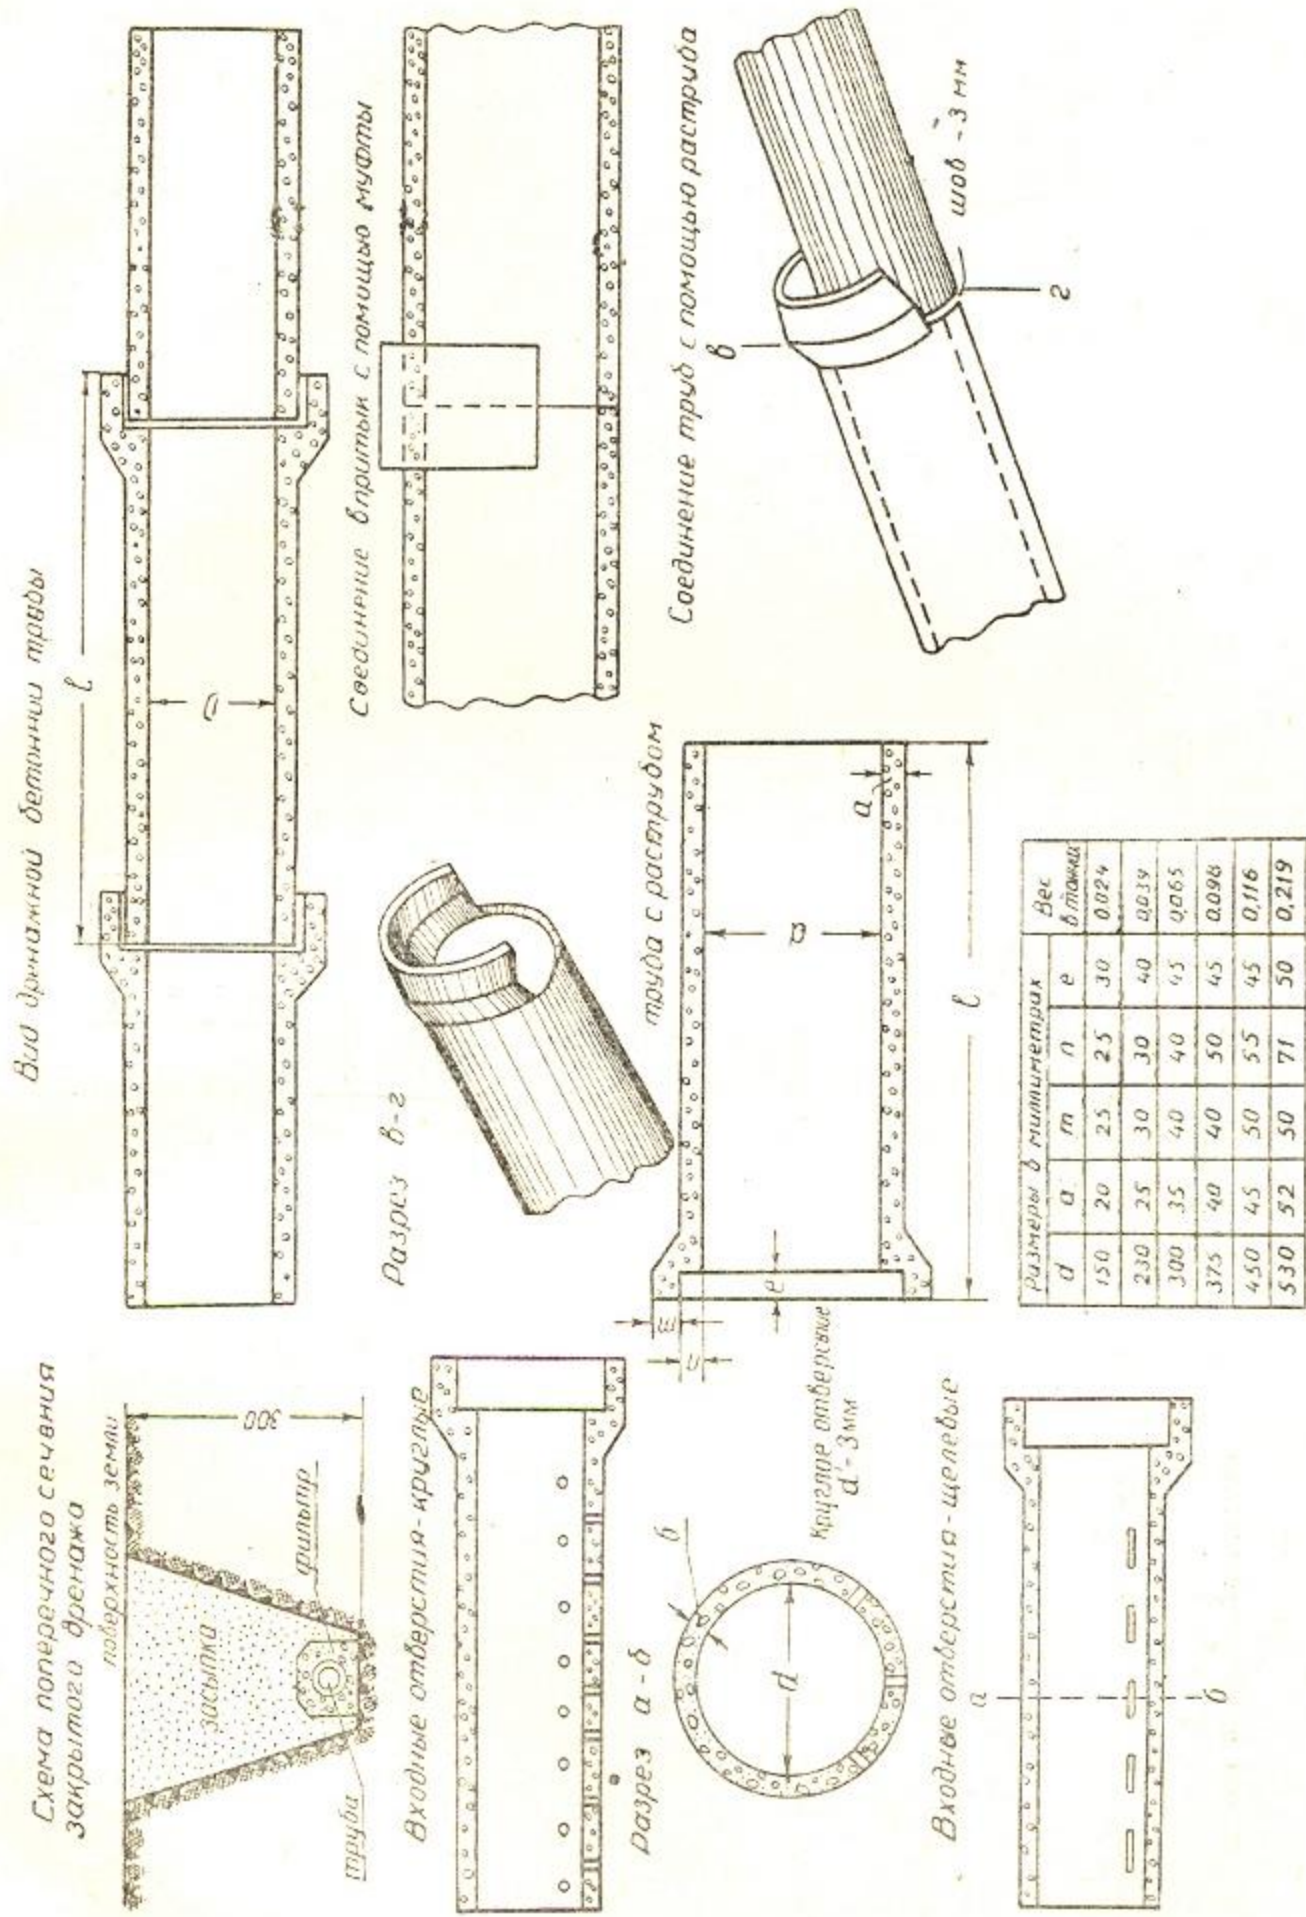 Схема поперечного сечения
закрытого дренажа
поверхность земли
засыпка
300
фильтр
труба
Вид дренажной бетонии трубы
l
D
Входные отверстия-круглые
Разрез в-г
Соединение впритык с помищью муфты
Разрез а-б
d
б
Круглое отверсвие
d-3мм
труба с раструбом
m
n
e
D
a
l
Соединение труб с помощью раструба
в
г
шов -3 мм
Входные отверстия-щелевые
а
б
Размеры в миллиметрах Вес
d a m n e в тоннах
150 20 25 25 30 0.024
230 25 30 30 40 0,039
300 35 40 40 45 0,065
375 40 40 50 45 0.098
450 45 50 55 45 0,116
530 52 50 71 50 0,219